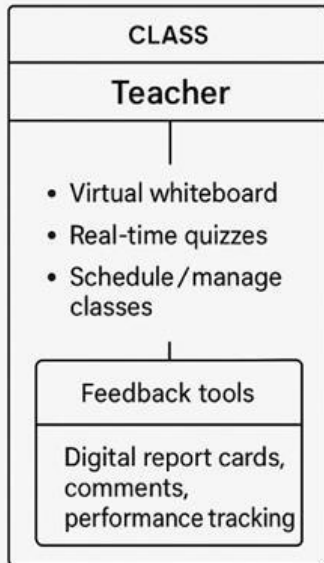 CLASS
Teacher
• Virtual whiteboard
• Real-time quizzes
• Schedule/manage
classes
Feedback tools
Digital report cards,
comments,
performance tracking